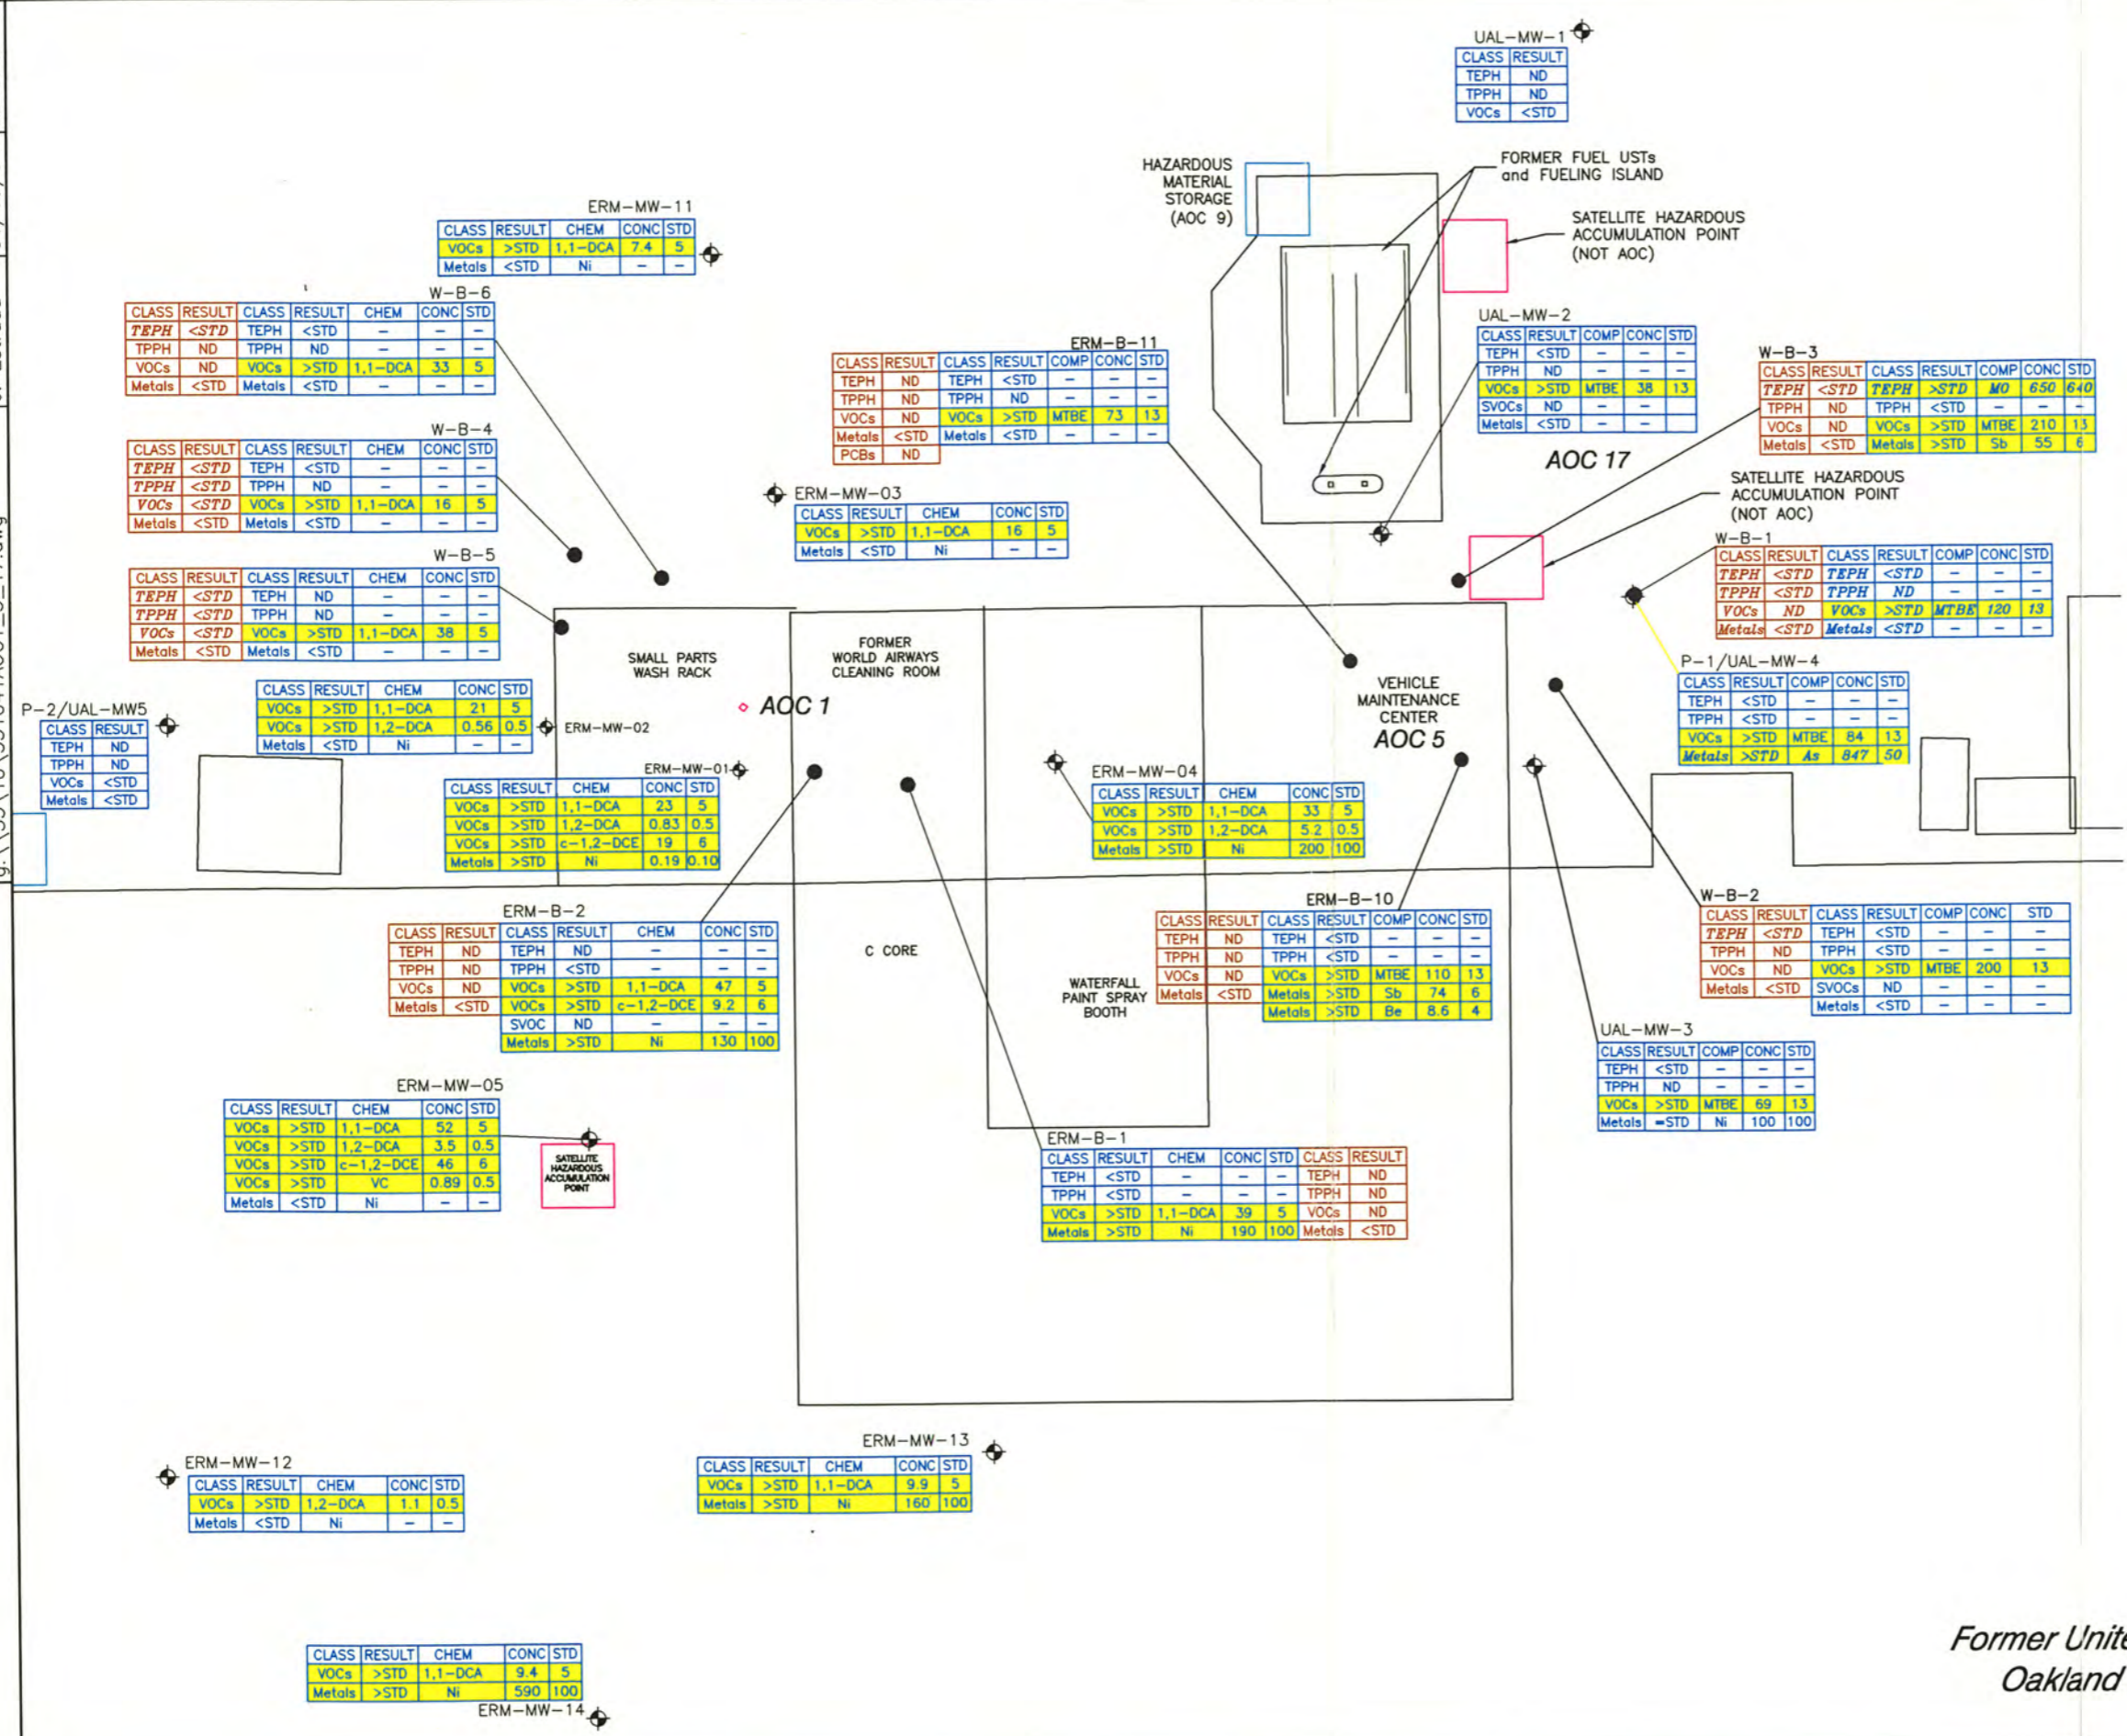 UAL-MW-1
CLASS RESULT
TEPH ND
TPPH ND
VOCs <STD
HAZARDOUS
MATERIAL
STORAGE
(AOC 9)
FORMER FUEL USTs
and FUELING ISLAND
SATELLITE HAZARDOUS
ACCUMULATION POINT
(NOT AOC)
ERM-MW-11
CLASS RESULT CHEM CONC STD
VOCs >STD 1,1-DCA 7.4 5
Metals <STD Ni - -
W-B-6
CLASS RESULT CLASS RESULT CHEM CONC STD
TEPH <STD TEPH <STD - - -
TPPH ND TPPH ND - - -
VOCs ND VOCs >STD 1,1-DCA 33 5
Metals <STD Metals <STD - - -
ERM-B-11
CLASS RESULT CLASS RESULT COMP CONC STD
TEPH ND TEPH <STD - - -
TPPH ND TPPH ND - - -
VOCs ND VOCs >STD MTBE 73 13
Metals <STD Metals <STD - - -
PCBs ND
UAL-MW-2
CLASS RESULT COMP CONC STD
TEPH <STD - - -
TPPH ND - - -
VOCs >STD MTBE 38 13
SVOCs ND - -
Metals <STD - -
AOC 17
W-B-3
CLASS RESULT CLASS RESULT COMP CONC STD
TEPH <STD TEPH >STD MO 650 640
TPPH ND TPPH <STD - - -
VOCs ND VOCs >STD MTBE 210 13
Metals <STD Metals >STD Sb 55 6
W-B-4
CLASS RESULT CLASS RESULT CHEM CONC STD
TEPH <STD TEPH <STD - - -
TPPH <STD TPPH ND - - -
VOCs <STD VOCs >STD 1,1-DCA 16 5
Metals <STD Metals <STD - - -
ERM-MW-03
CLASS RESULT CHEM CONC STD
VOCs >STD 1,1-DCA 16 5
Metals <STD Ni - -
SATELLITE HAZARDOUS
ACCUMULATION POINT
(NOT AOC)
W-B-1
CLASS RESULT CLASS RESULT COMP CONC STD
TEPH <STD TEPH <STD - - -
TPPH <STD TPPH ND - - -
VOCs ND VOCs >STD MTBE 120 13
Metals <STD Metals <STD - - -
W-B-5
CLASS RESULT CLASS RESULT CHEM CONC STD
TEPH <STD TEPH ND - - -
TPPH <STD TPPH ND - - -
VOCs <STD VOCs >STD 1,1-DCA 38 5
Metals <STD Metals <STD - - -
SMALL PARTS
WASH RACK
FORMER
WORLD AIRWAYS
CLEANING ROOM
AOC 1
VEHICLE
MAINTENANCE
CENTER
AOC 5
P-1/UAL-MW-4
CLASS RESULT COMP CONC STD
TEPH <STD - - -
TPPH <STD - - -
VOCs >STD MTBE 84 13
Metals >STD As 847 50
P-2/UAL-MW5
CLASS RESULT
TEPH ND
TPPH ND
VOCs <STD
Metals <STD
CLASS RESULT CHEM CONC STD
VOCs >STD 1,1-DCA 21 5
VOCs >STD 1,2-DCA 0.56 0.5
Metals <STD Ni - -
ERM-MW-02
ERM-MW-01
CLASS RESULT CHEM CONC STD
VOCs >STD 1,1-DCA 23 5
VOCs >STD 1,2-DCA 0.83 0.5
VOCs >STD c-1,2-DCE 19 6
Metals >STD Ni 0.19 0.10
ERM-MW-04
CLASS RESULT CHEM CONC STD
VOCs >STD 1,1-DCA 33 5
VOCs >STD 1,2-DCA 5.2 0.5
Metals >STD Ni 200 100
ERM-B-2
CLASS RESULT CLASS RESULT CHEM CONC STD
TEPH ND TEPH ND - - -
TPPH ND TPPH <STD - - -
VOCs ND VOCs >STD 1,1-DCA 47 5
Metals <STD VOCs >STD c-1,2-DCE 9.2 6
SVOC ND - - -
Metals >STD Ni 130 100
C CORE
WATERFALL
PAINT SPRAY
BOOTH
ERM-B-10
CLASS RESULT CLASS RESULT COMP CONC STD
TEPH ND TEPH <STD - - -
TPPH ND TPPH <STD - - -
VOCs ND VOCs >STD MTBE 110 13
Metals <STD Metals >STD Sb 74 6
Metals >STD Be 8.6 4
W-B-2
CLASS RESULT CLASS RESULT COMP CONC STD
TEPH <STD TEPH <STD - - -
TPPH ND TPPH <STD - - -
VOCs ND VOCs >STD MTBE 200 13
Metals <STD SVOCs ND - - -
Metals <STD - - -
UAL-MW-3
CLASS RESULT COMP CONC STD
TEPH <STD - - -
TPPH ND - - -
VOCs >STD MTBE 69 13
Metals =STD Ni 100 100
ERM-MW-05
CLASS RESULT CHEM CONC STD
VOCs >STD 1,1-DCA 52 5
VOCs >STD 1,2-DCA 3.5 0.5
VOCs >STD c-1,2-DCE 46 6
VOCs >STD VC 0.89 0.5
Metals <STD Ni - -
SATELLITE
HAZARDOUS
ACCUMULATION
POINT
ERM-B-1
CLASS RESULT CHEM CONC STD CLASS RESULT
TEPH <STD - - - TEPH ND
TPPH <STD - - - TPPH ND
VOCs >STD 1,1-DCA 39 5 VOCs ND
Metals >STD Ni 190 100 Metals <STD
ERM-MW-12
CLASS RESULT CHEM CONC STD
VOCs >STD 1,2-DCA 1.1 0.5
Metals <STD Ni - -
ERM-MW-13
CLASS RESULT CHEM CONC STD
VOCs >STD 1,1-DCA 9.9 5
Metals >STD Ni 160 100
CLASS RESULT CHEM CONC STD
VOCs >STD 1,1-DCA 9.4 5
Metals >STD Ni 590 100
ERM-MW-14
Former Unite
Oakland